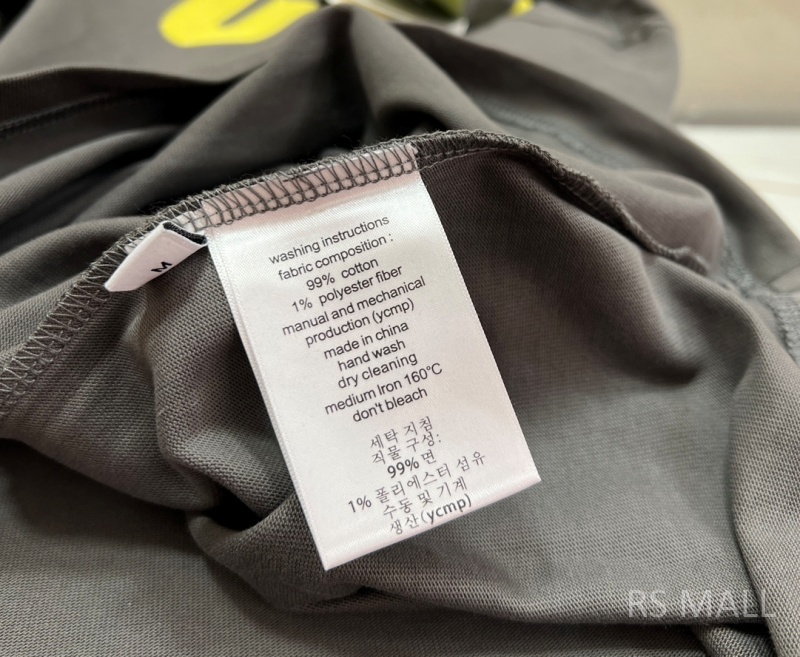 M
washing instructions
fabric composition :
99% cotton
1% polyester fiber
manual and mechanical
production (ycmp)
made in china
hand wash
dry cleaning
medium Iron 160°C
don't bleach
세탁 지침
직물 구성:
99% 면
1% 폴리에스터 섬유
수동 및 기계
생산(ycmp)
RS MALL